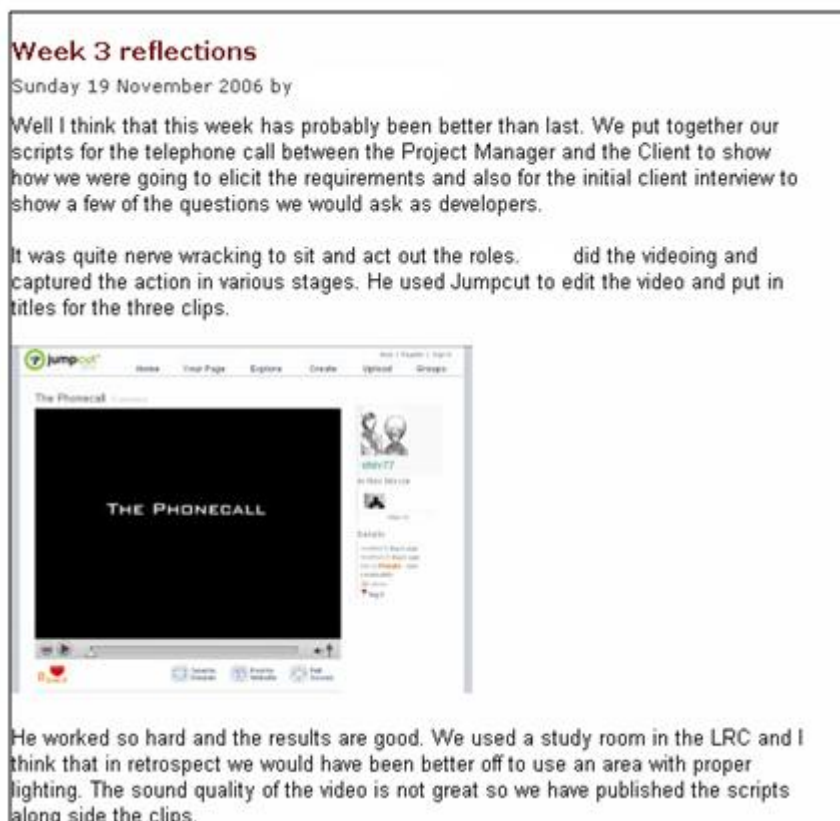 Week 3 reflections
Sunday 19 November 2006 by
Well I think that this week has probably been better than last. We put together our
scripts for the telephone call between the Project Manager and the Client to show
how we were going to elicit the requirements and also for the initial client interview to
show a few of the questions we would ask as developers.
It was quite nerve wracking to sit and act out the roles. did the videoing and
captured the action in various stages. He used Jumpcut to edit the video and put in
titles for the three clips.
jumpcut
Home Your Page Explore Create Upload Groups
The Phonecall
THE PHONECALL
Details
He worked so hard and the results are good. We used a study room in the LRC and I
think that in retrospect we would have been better off to use an area with proper
lighting. The sound quality of the video is not great so we have published the scripts
along side the clips.